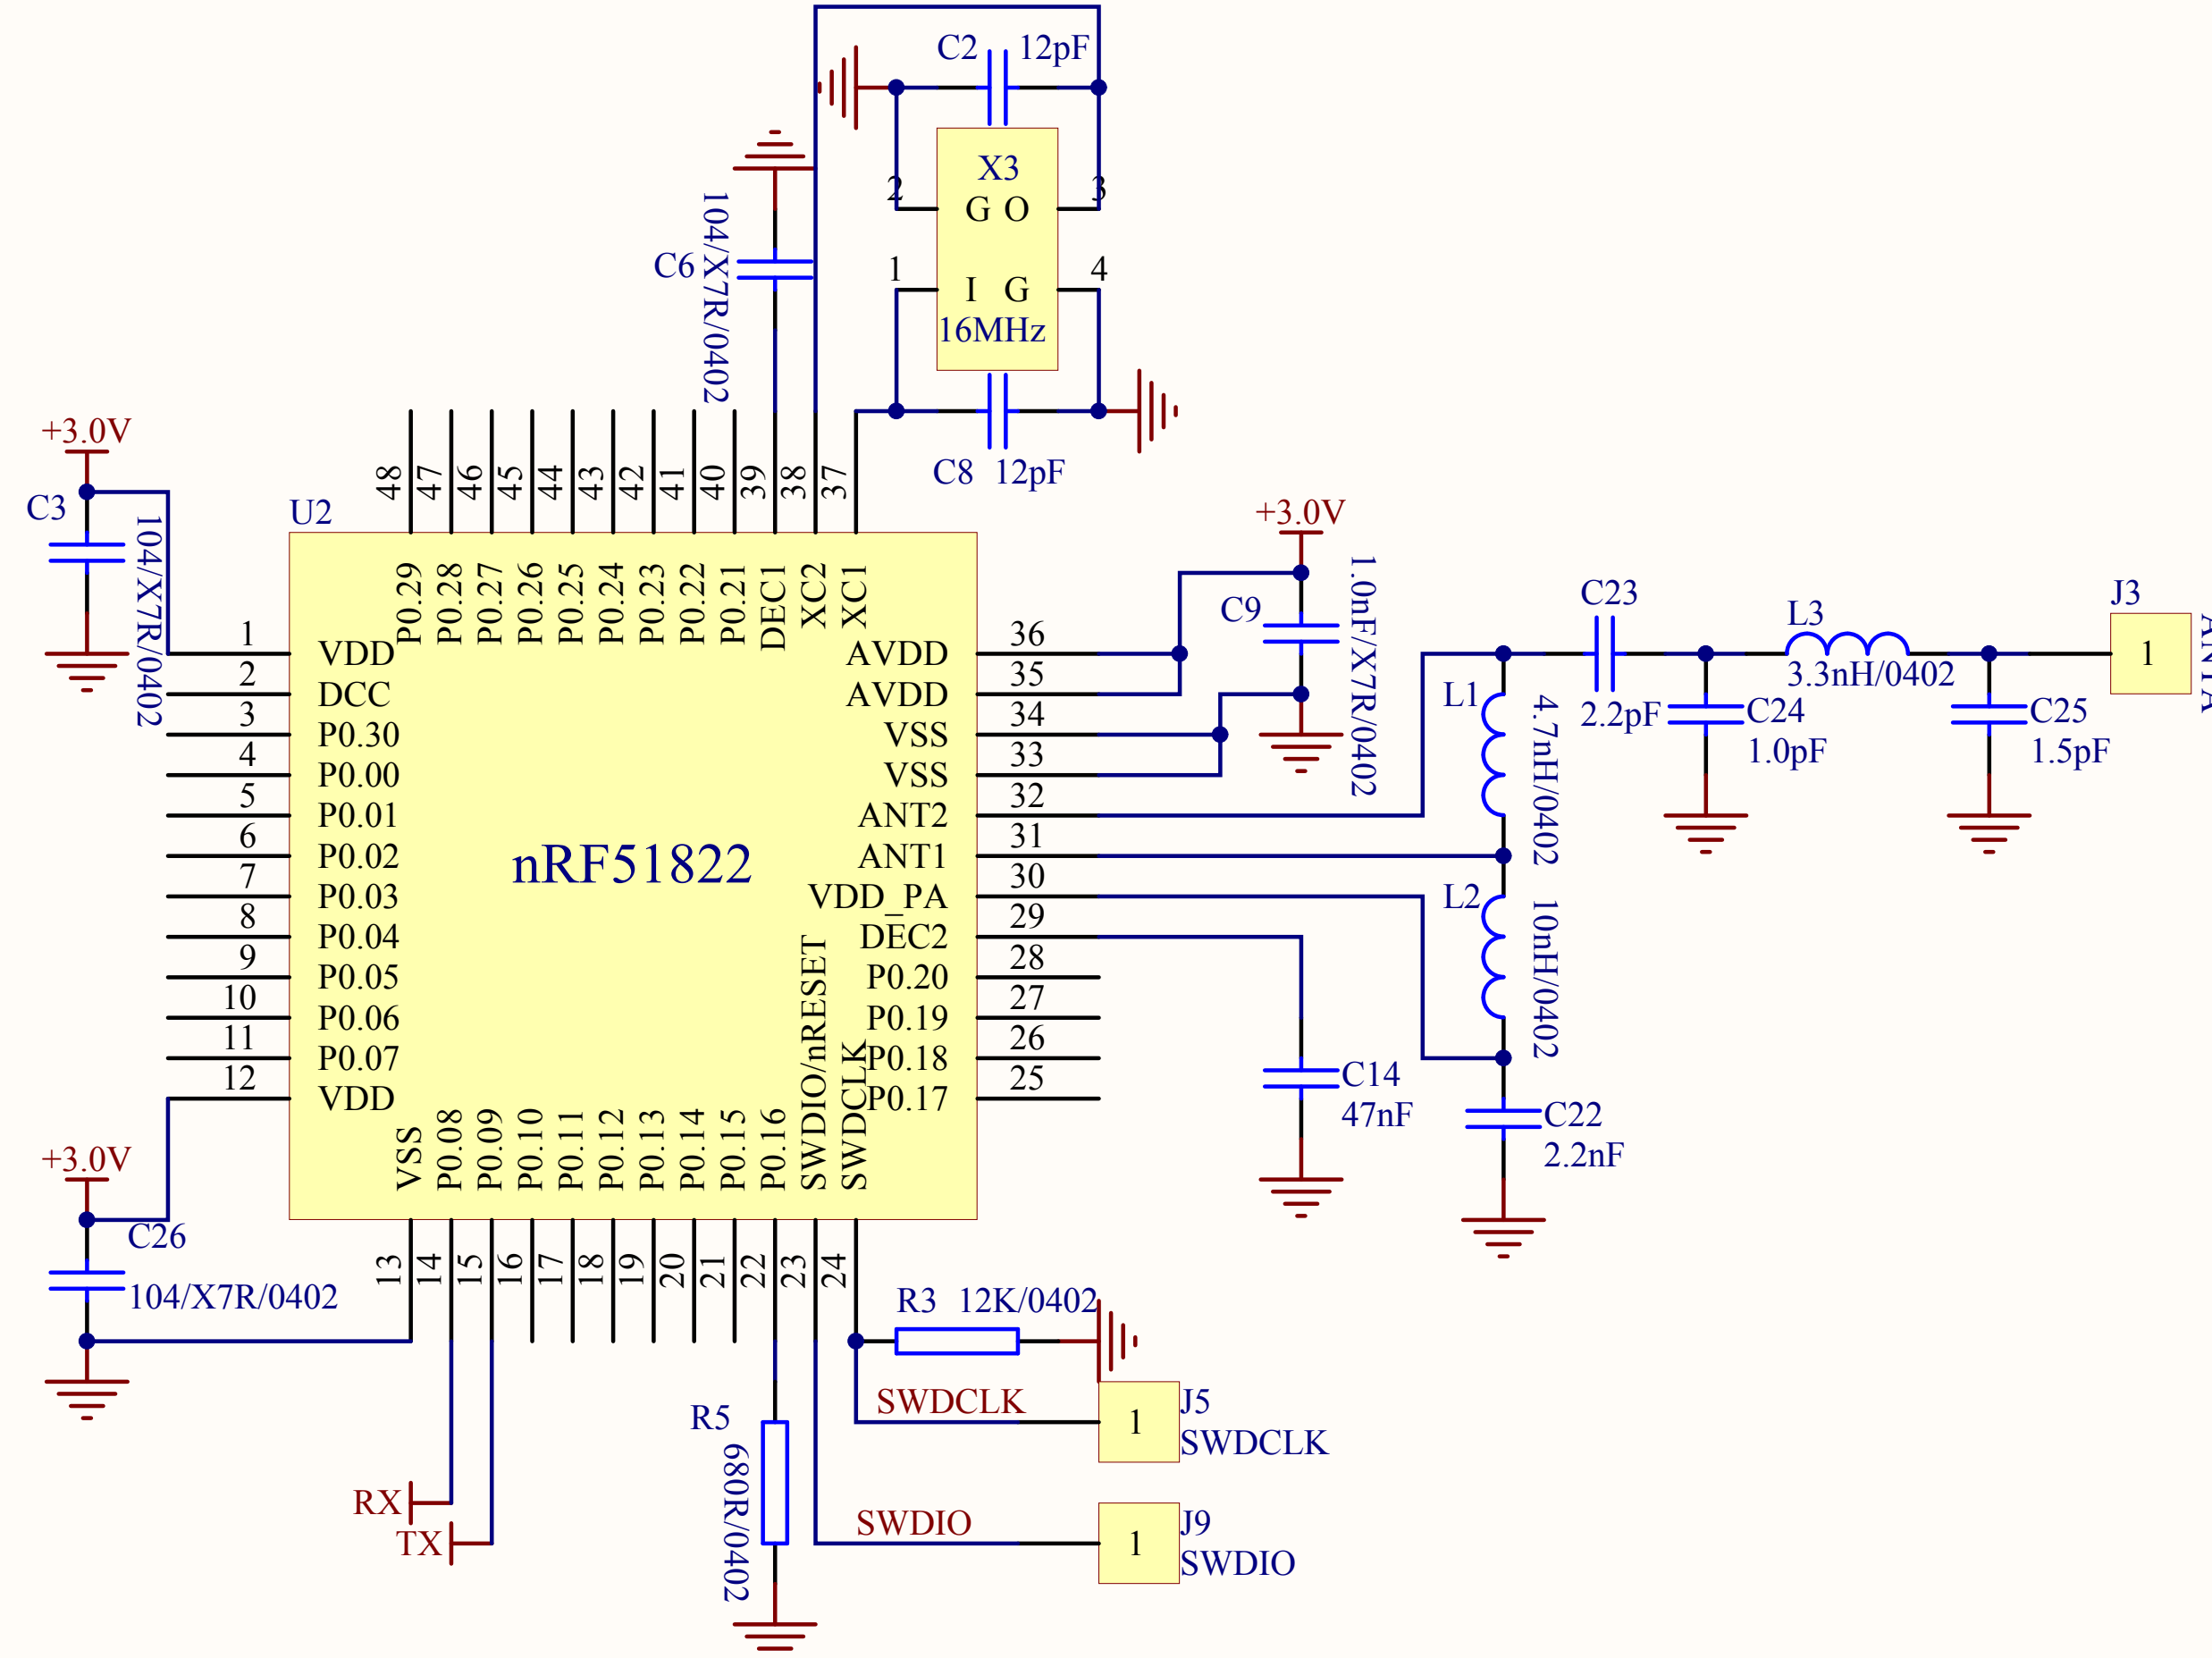 C2 12pF
X3
2 G O 3
1 I G 4
16MHz
C6 104/X7R/0402
C8 12pF
+3.0V
C3 104/X7R/0402
U2
48 47 46 45 44 43 42 41 40 39 38 37
P0.29 P0.28 P0.27 P0.26 P0.25 P0.24 P0.23 P0.22 P0.21 DEC1 XC2 XC1
1 VDD
2 DCC
3 P0.30
4 P0.00
5 P0.01
6 P0.02
7 P0.03
8 P0.04
9 P0.05
10 P0.06
11 P0.07
12 VDD
nRF51822
AVDD 36
AVDD 35
VSS 34
VSS 33
ANT2 32
ANT1 31
VDD_PA 30
DEC2 29
P0.20 28
P0.19 27
P0.18 26
P0.17 25
VSS P0.08 P0.09 P0.10 P0.11 P0.12 P0.13 P0.14 P0.15 P0.16 SWDIO/nRESET SWDCLK
13 14 15 16 17 18 19 20 21 22 23 24
+3.0V
C9 1.0nF/X7R/0402
C23
2.2pF
L3
3.3nH/0402
J3
1
ANTA
L1 4.7nH/0402
C24
1.0pF
C25
1.5pF
L2 10nH/0402
C14
47nF
C22
2.2nF
+3.0V
C26
104/X7R/0402
R3 12K/0402
SWDCLK
1
J5
SWDCLK
R5 680R/0402
RX
TX
SWDIO
1
J9
SWDIO